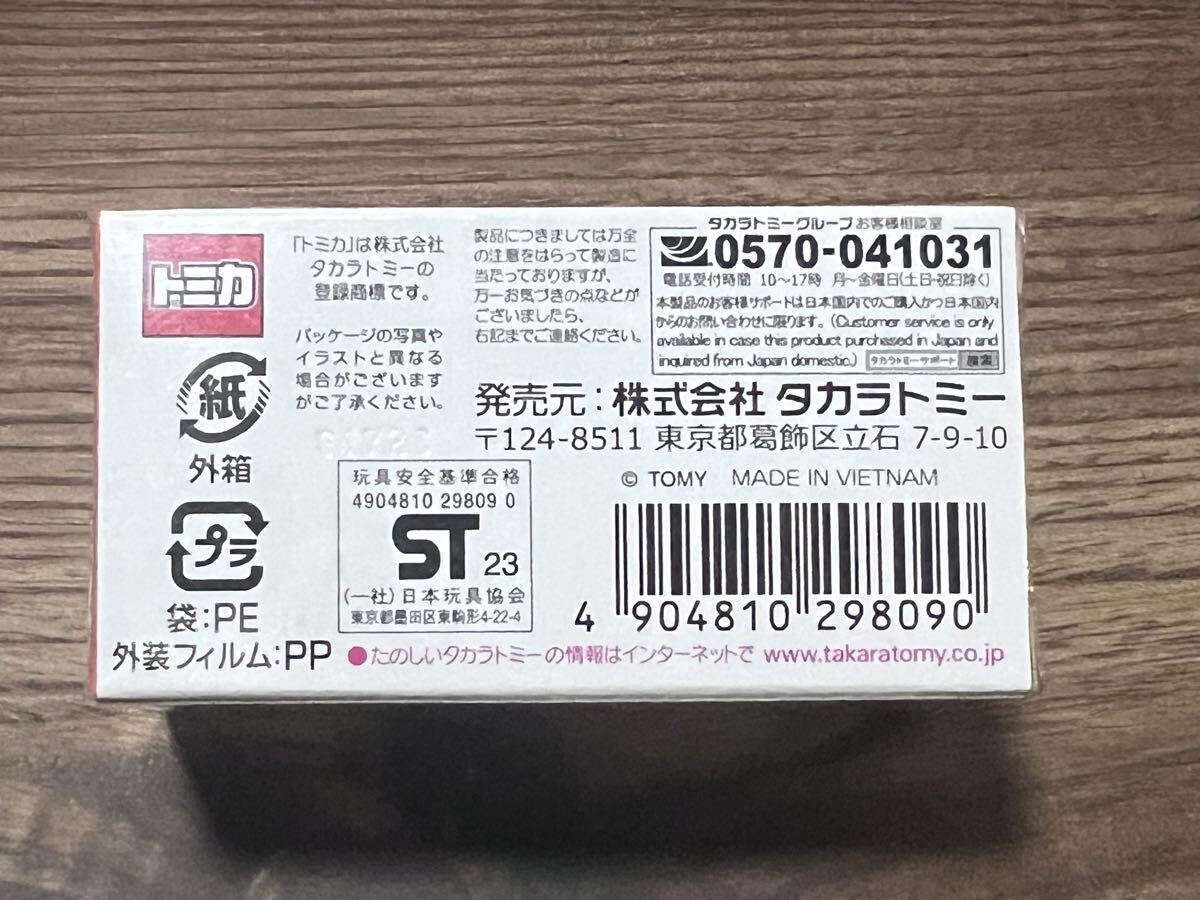 トミカ
「トミカ」は株式会社
タカラトミーの
登録商標です。
パッケージの写真や
イラストと異なる
場合がございます
がご了承ください。
製品につきましては万全
の注意をはらって製造に
当たっておりますが、
万一お気づきの点などが
ございましたら、
右記までご連絡ください。
タカラトミーグループ お客様相談室
0570-041031
電話受付時間 10〜17時 月〜金曜日(土日・祝日除く)
本製品のお客様サポートは日本国内でのご購入かつ日本国内
からのお問い合わせに限ります。(Customer service is only
available in case this product purchased in Japan and
inquired from Japan domestic.) タカラトミーサポート 検索
発売元:株式会社 タカラトミー
〒124-8511 東京都葛飾区立石 7-9-10
© TOMY MADE IN VIETNAM
紙
外箱
プラ
袋:PE
外装フィルム:PP
玩具安全基準合格
4904810 29809 0
ST 23
(一社)日本玩具協会
東京都墨田区東駒形4-22-4
4 904810 298090
●たのしいタカラトミーの情報はインターネットで www.takaratomy.co.jp